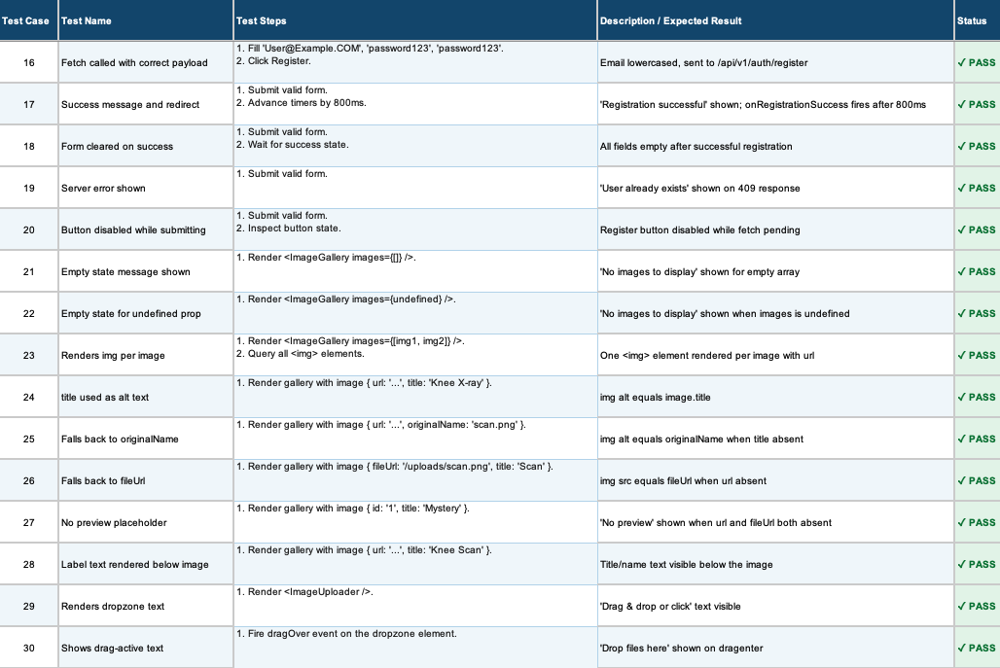 Test Case Test Name Test Steps Description / Expected Result Status
16 Fetch called with correct payload 1. Fill 'User@Example.COM', 'password123', 'password123'.
2. Click Register. Email lowercased, sent to /api/v1/auth/register ✓ PASS
17 Success message and redirect 1. Submit valid form.
2. Advance timers by 800ms. 'Registration successful' shown; onRegistrationSuccess fires after 800ms ✓ PASS
18 Form cleared on success 1. Submit valid form.
2. Wait for success state. All fields empty after successful registration ✓ PASS
19 Server error shown 1. Submit valid form. 'User already exists' shown on 409 response ✓ PASS
20 Button disabled while submitting 1. Submit valid form.
2. Inspect button state. Register button disabled while fetch pending ✓ PASS
21 Empty state message shown 1. Render <ImageGallery images={[]} />. 'No images to display' shown for empty array ✓ PASS
22 Empty state for undefined prop 1. Render <ImageGallery images={undefined} />. 'No images to display' shown when images is undefined ✓ PASS
23 Renders img per image 1. Render <ImageGallery images={[img1, img2]} />.
2. Query all <img> elements. One <img> element rendered per image with url ✓ PASS
24 title used as alt text 1. Render gallery with image { url: '...', title: 'Knee X-ray' }. img alt equals image.title ✓ PASS
25 Falls back to originalName 1. Render gallery with image { url: '...', originalName: 'scan.png' }. img alt equals originalName when title absent ✓ PASS
26 Falls back to fileUrl 1. Render gallery with image { fileUrl: '/uploads/scan.png', title: 'Scan' }. img src equals fileUrl when url absent ✓ PASS
27 No preview placeholder 1. Render gallery with image { id: '1', title: 'Mystery' }. 'No preview' shown when url and fileUrl both absent ✓ PASS
28 Label text rendered below image 1. Render gallery with image { url: '...', title: 'Knee Scan' }. Title/name text visible below the image ✓ PASS
29 Renders dropzone text 1. Render <ImageUploader />. 'Drag & drop or click' text visible ✓ PASS
30 Shows drag-active text 1. Fire dragOver event on the dropzone element. 'Drop files here' shown on dragenter ✓ PASS